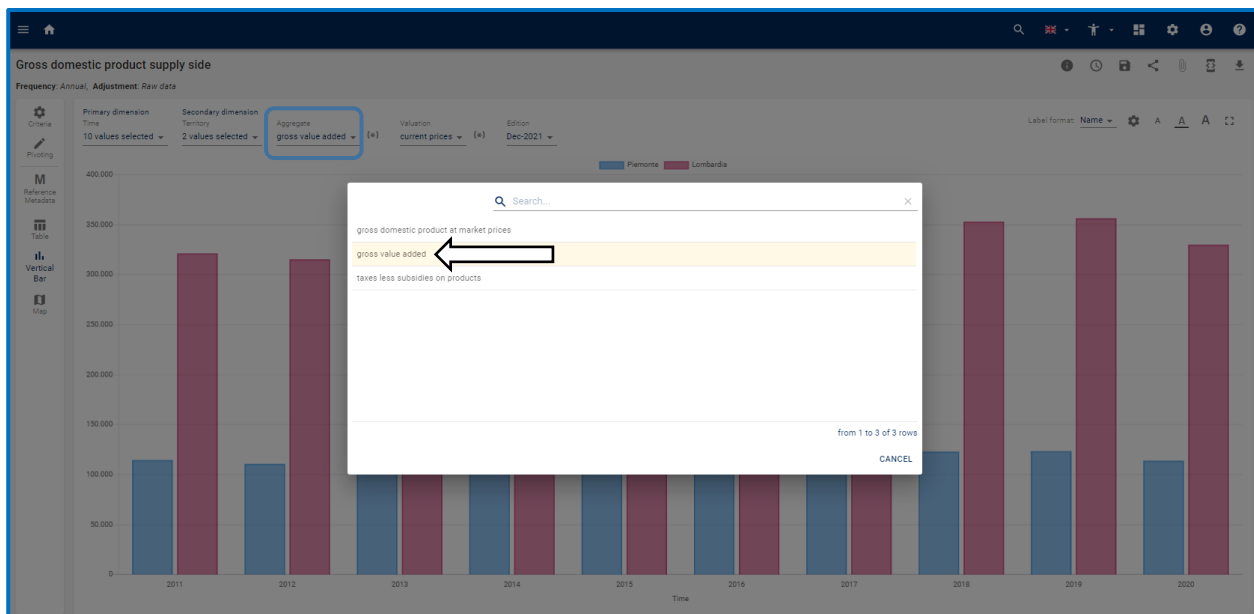 Gross domestic product supply side
Frequency: Annual, Adjustment: Raw data
Criteria
Pivoting
M
Reference
Metadata
Table
Vertical
Bar
Map
Primary dimension
Time
10 values selected
Secondary dimension
Territory
2 values selected
Aggregate
gross value added
(*)
Valuation
current prices
(*)
Edition
Dec-2021
Label format: Name
A A A
Piemonte Lombardia
Search...
gross domestic product at market prices
gross value added
taxes less subsidies on products
from 1 to 3 of 3 rows
CANCEL
400.000
350.000
300.000
250.000
200.000
150.000
100.000
50.000
0
2011 2012 2013 2014 2015 2016 2017 2018 2019 2020
Time